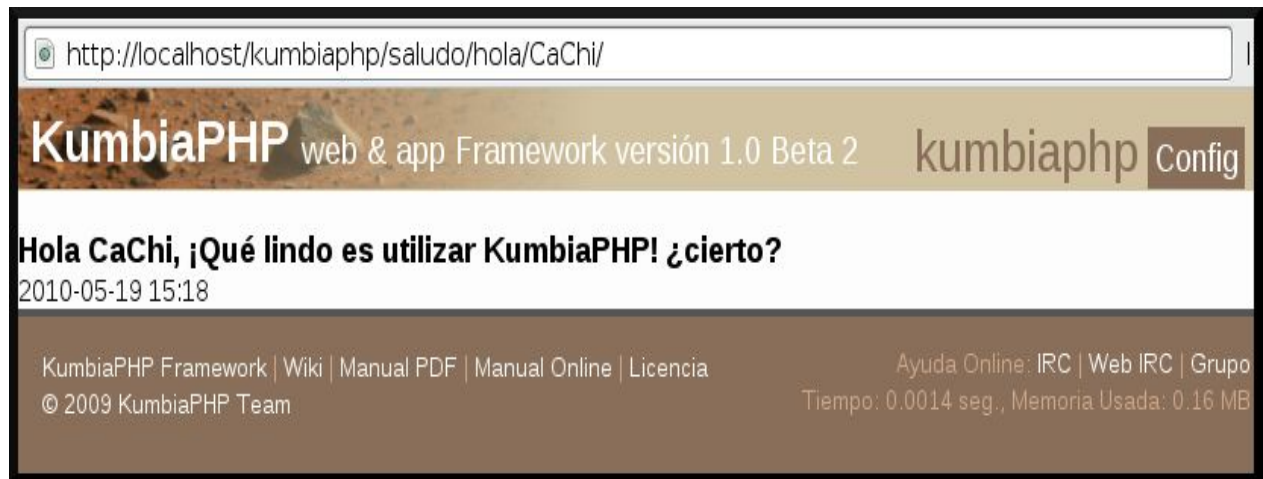 http://localhost/kumbiaphp/saludo/hola/CaChi/
KumbiaPHP web & app Framework versión 1.0 Beta 2 kumbiaphp Config
Hola CaChi, ¡Qué lindo es utilizar KumbiaPHP! ¿cierto?
2010-05-19 15:18
KumbiaPHP Framework | Wiki | Manual PDF | Manual Online | Licencia
© 2009 KumbiaPHP Team
Ayuda Online: IRC | Web IRC | Grupo
Tiempo: 0.0014 seg., Memoria Usada: 0.16 MB